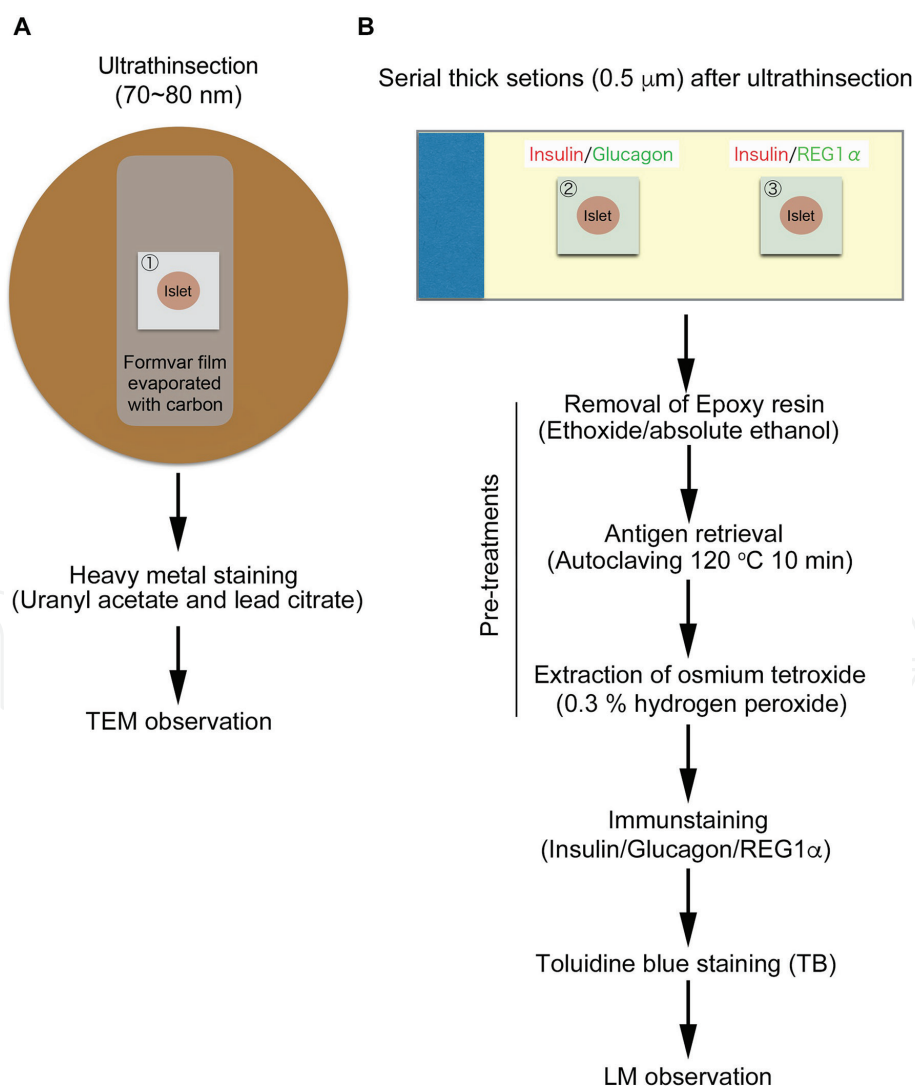 A
Ultrathinsection
(70~80 nm)
①
Islet
Formvar film
evaporated
with carbon
Heavy metal staining
(Uranyl acetate and lead citrate)
TEM observation
B
Serial thick setions (0.5 μm) after ultrathinsection
Insulin/Glucagon
Insulin/REG1α
②
Islet
③
Islet
Pre-treatments
Removal of Epoxy resin
(Ethoxide/absolute ethanol)
Antigen retrieval
(Autoclaving 120 ºC 10 min)
Extraction of osmium tetroxide
(0.3 % hydrogen peroxide)
Immunstaining
(Insulin/Glucagon/REG1α)
Toluidine blue staining (TB)
LM observation